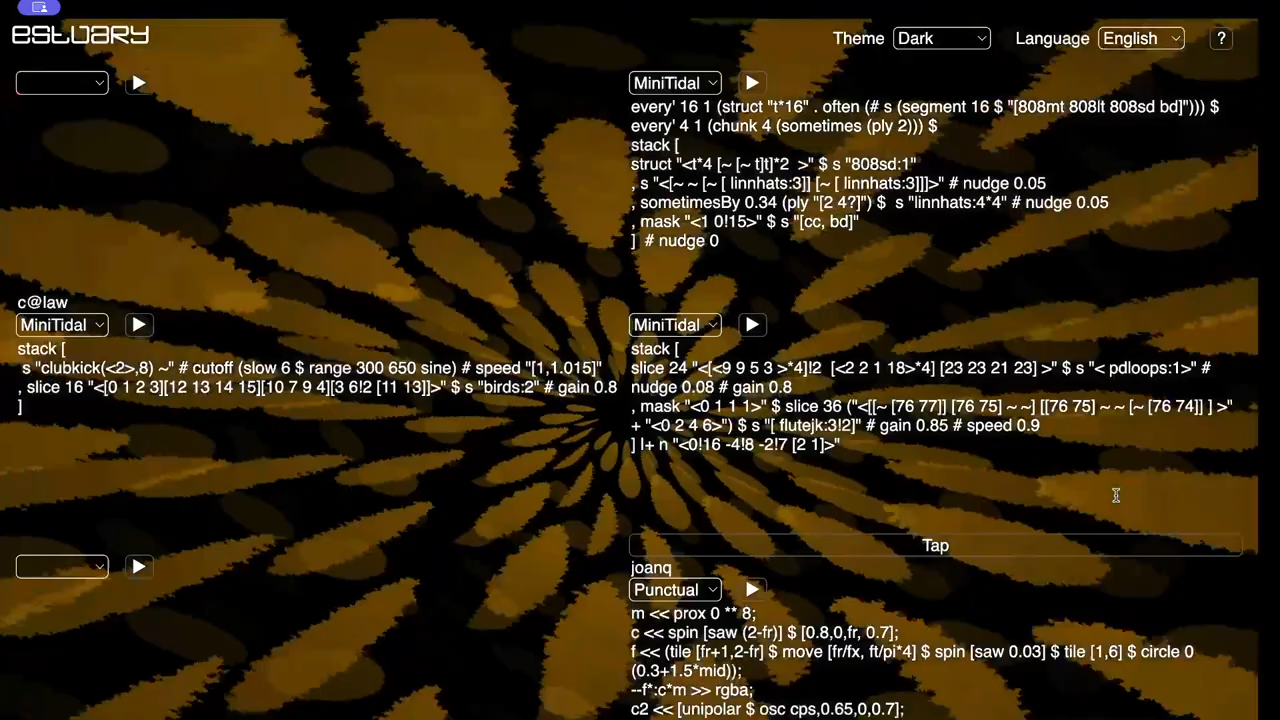 estuary
Theme Dark Language English ?
MiniTidal
every' 16 1 (struct "t*16" . often (# s (segment 16 $ "[808mt 808lt 808sd bd]"))) $
every' 4 1 (chunk 4 (sometimes (ply 2))) $
stack [
struct "<t*4 [~ [~ t]t]*2  >" $ s "808sd:1"
, s "<[~ ~ [~ [ linnhats:3]] [~ [ linnhats:3]]]>" # nudge 0.05
, sometimesBy 0.34 (ply "[2 4?]") $  s "linnhats:4*4" # nudge 0.05
, mask "<1 0!15>" $ s "[cc, bd]"
]  # nudge 0
c@law
MiniTidal
stack [
s "clubkick(<2>,8) ~" # cutoff (slow 6 $ range 300 650 sine) # speed "[1,1.015]"
, slice 16 "<[0 1 2 3][12 13 14 15][10 7 9 4][3 6!2 [11 13]]>" $ s "birds:2" # gain 0.8
]
MiniTidal
stack [
slice 24 "<[<9 9 5 3 >*4]!2  [<2 2 1 18>*4] [23 23 21 23] >" $ s "< pdloops:1>" #
nudge 0.08 # gain 0.8
, mask "<0 1 1 1>" $ slice 36 ("<[[~ [76 77]] [76 75] ~ ~] [[76 75] ~ ~ [~ [76 74]] ] >"
+ "<0 2 4 6>") $ s "[ flutejk:3!2]" # gain 0.85 # speed 0.9
] |+ n "<0!16 -4!8 -2!7 [2 1]>"
Tap
joanq
Punctual
m << prox 0 ** 8;
c << spin [saw (2-fr)] $ [0.8,0,fr, 0.7];
f << (tile [fr+1,2-fr] $ move [fr/fx, ft/pi*4] $ spin [saw 0.03] $ tile [1,6] $ circle 0
(0.3+1.5*mid));
--f*:c*m >> rgba;
c2 << [unipolar $ osc cps,0.65,0,0.7];